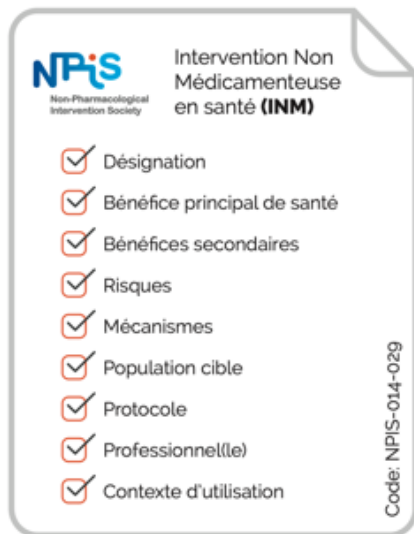 NPiS
Non-Pharmacological
Intervention Society
Intervention Non
Médicamenteuse
en santé (INM)
Désignation
Bénéfice principal de santé
Bénéfices secondaires
Risques
Mécanismes
Population cible
Protocole
Professionnel(le)
Contexte d'utilisation
Code: NPIS-014-029